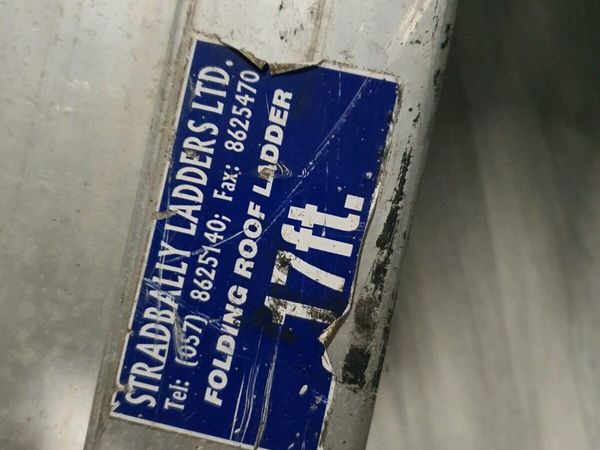 STRADBALLY LADDERS LTD.
Tel: (057) 8625140; Fax: 8625470
FOLDING ROOF LADDER
17ft.